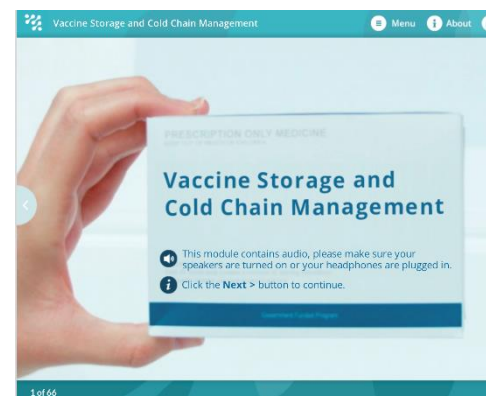 Vaccine Storage and Cold Chain Management
Menu
About
PRESCRIPTION ONLY MEDICINE
Vaccine Storage and
Cold Chain Management
This module contains audio, please make sure your
speakers are turned on or your headphones are plugged in.
Click the Next > button to continue.
1 of 66